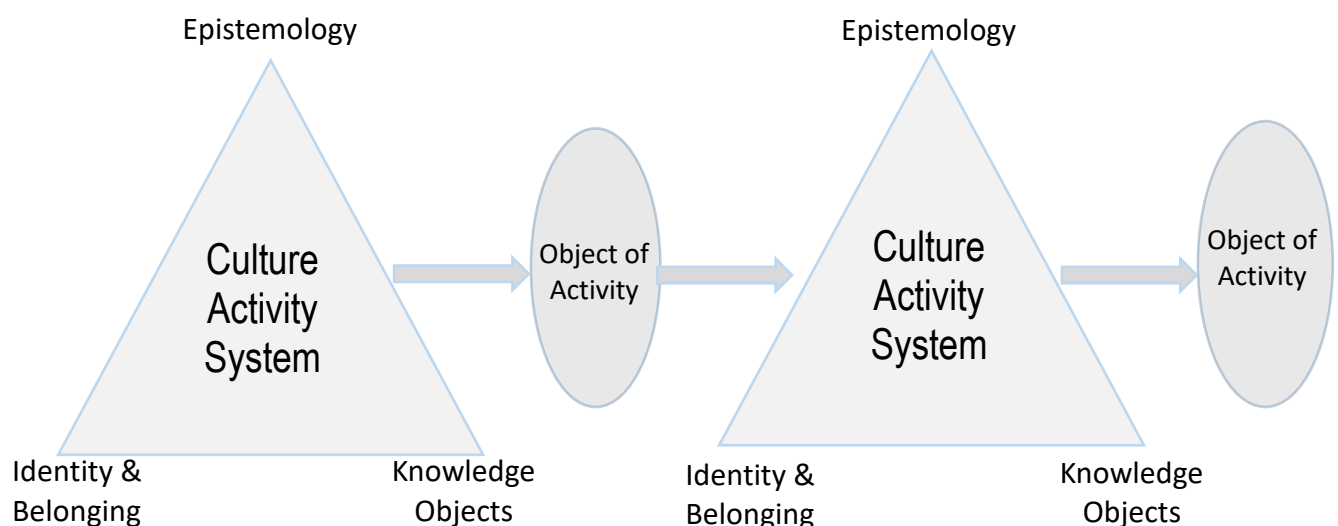 Epistemology
Culture
Activity
System
Object of
Activity
Identity &
Belonging
Knowledge
Objects
Epistemology
Culture
Activity
System
Object of
Activity
Identity &
Belonging
Knowledge
Objects